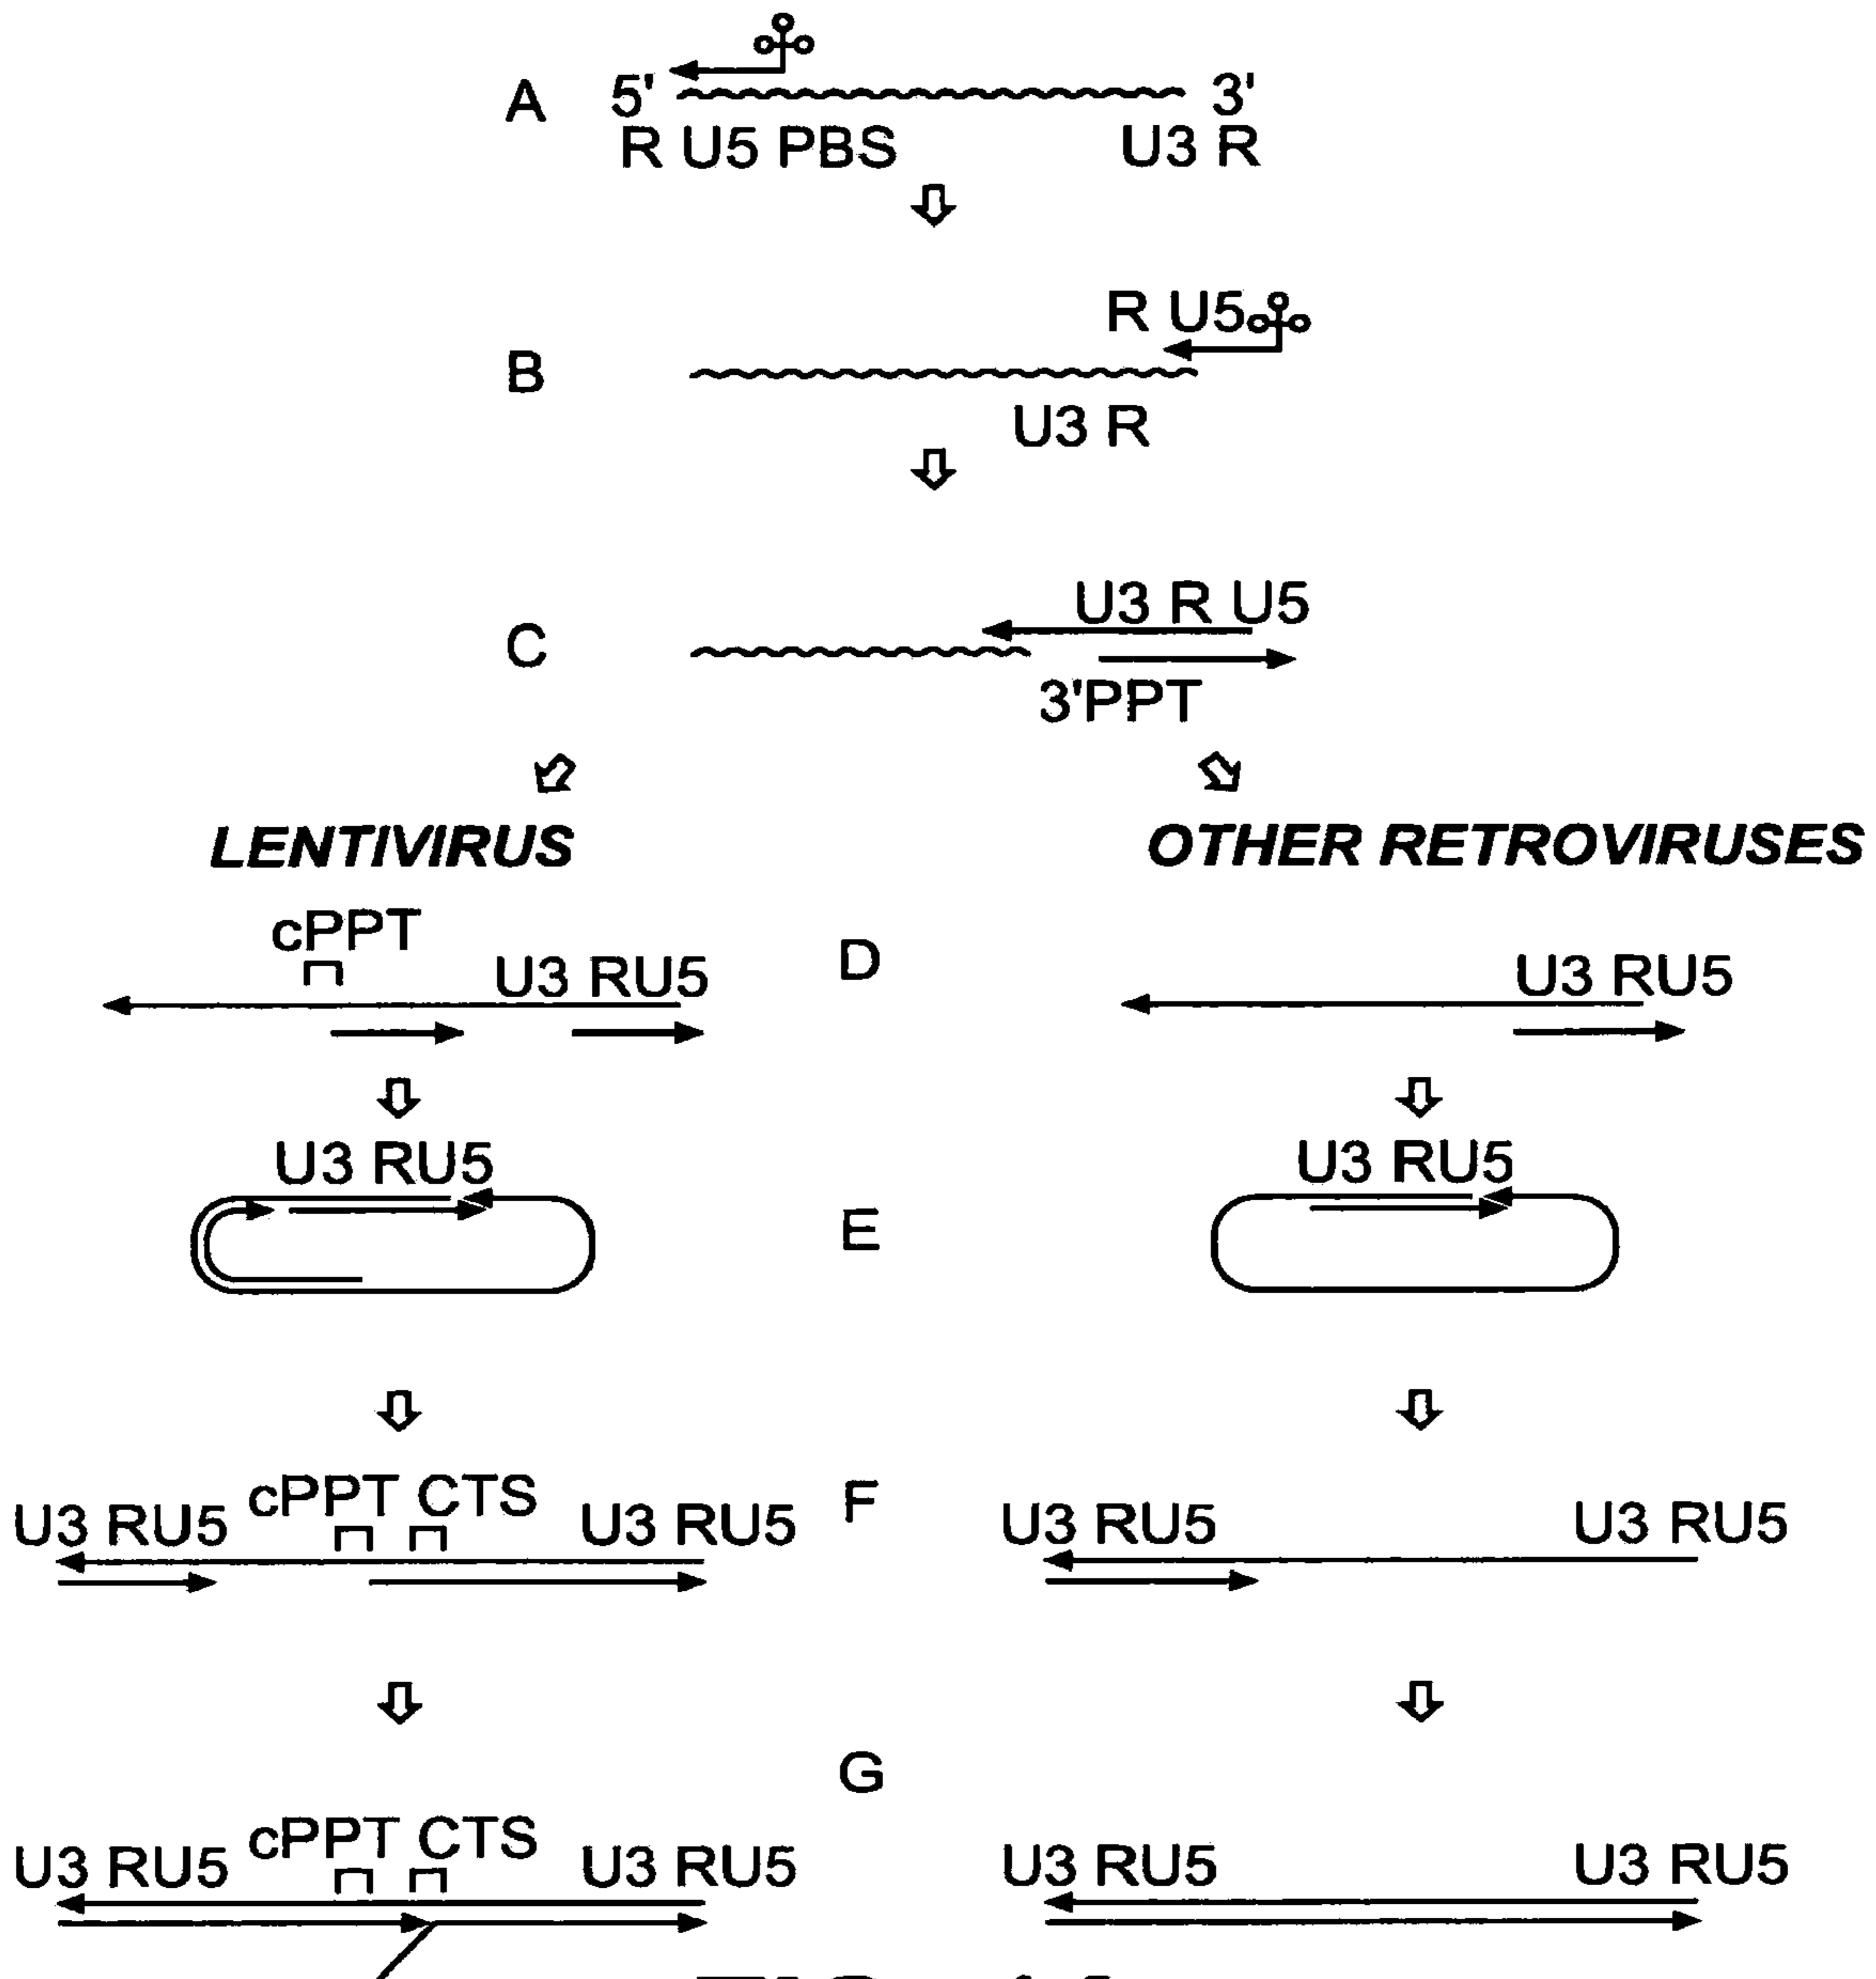 A 5' 3'
R U5 PBS U3 R
R U5
B
U3 R
U3 R U5
C
3'PPT
LENTIVIRUS OTHER RETROVIRUSES
cPPT
U3 RU5 D U3 RU5
U3 RU5 U3 RU5
E
cPPT CTS F
U3 RU5 U3 RU5 U3 RU5 U3 RU5
G
cPPT CTS
U3 RU5 U3 RU5 U3 RU5 U3 RU5